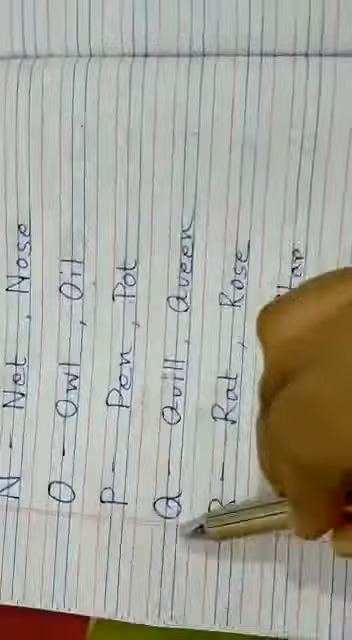 N - Net , Nose
O - Owl , Oil
P - Pen , Pot
Q - Quill , Queen
R - Rat , Rose